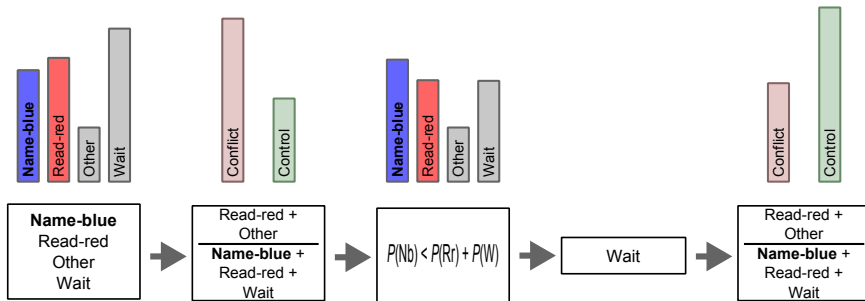 Name-blue
Read-red
Other
Wait
Conflict
Control
Name-blue
Read-red
Other
Wait
Conflict
Control
Name-blue
Read-red
Other
Wait
Read-red +
Other
Name-blue +
Read-red +
Wait
P(Nb) < P(Rr) + P(W)
Wait
Read-red +
Other
Name-blue +
Read-red +
Wait